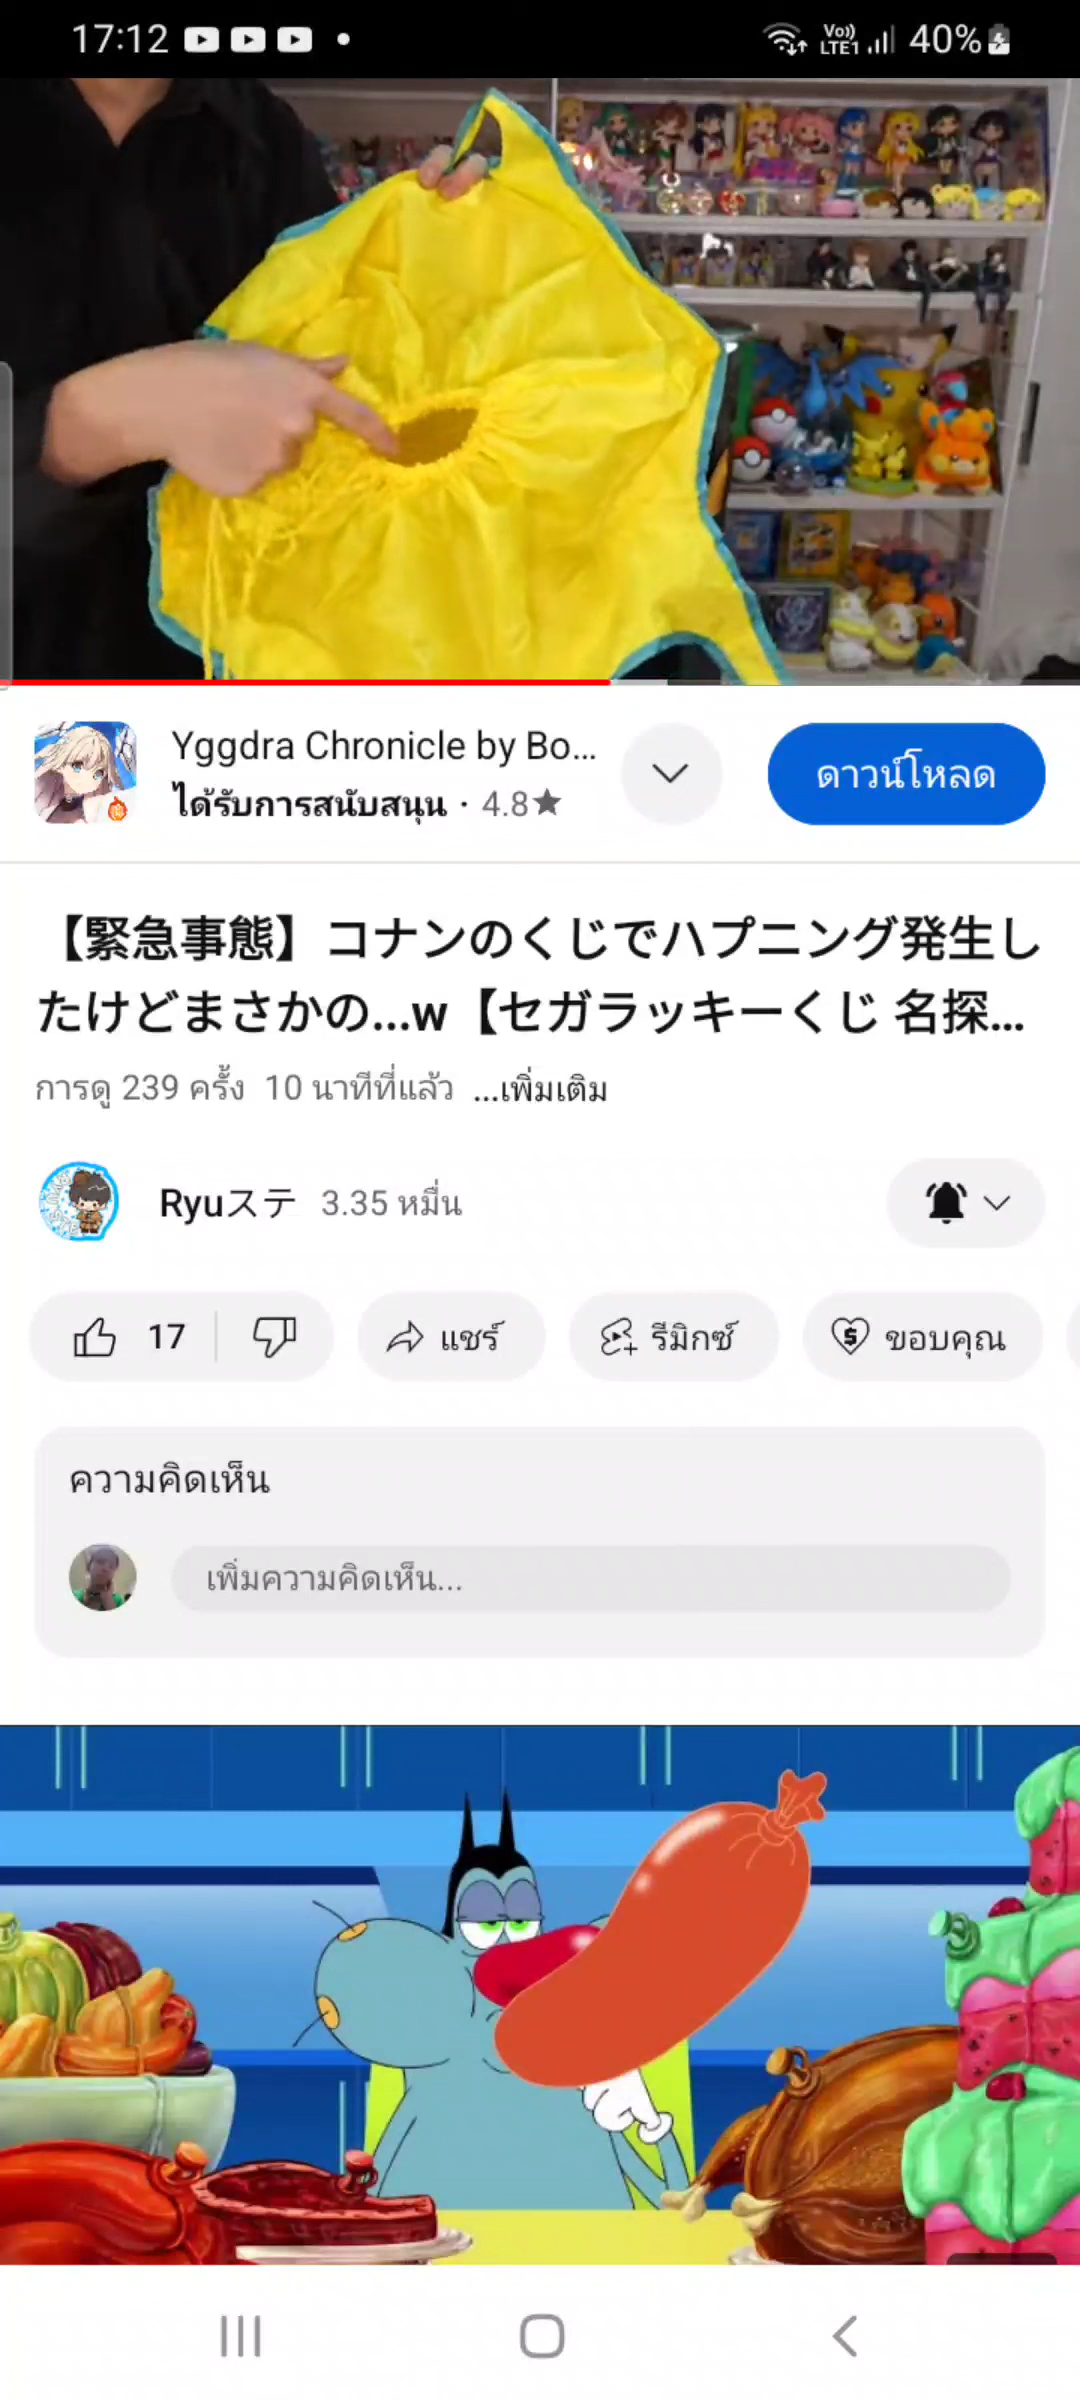 17:12
Vo)) LTE1 40%
Yggdra Chronicle by Bo...
ได้รับการสนับสนุน · 4.8★
ดาวน์โหลด
【緊急事態】コナンのくじでハプニング発生し
たけどまさかの...w【セガラッキーくじ 名探...
การดู 239 ครั้ง 10 นาทีที่แล้ว ...เพิ่มเติม
Ryuステ 3.35 หมื่น
17
แชร์
รีมิกซ์
ขอบคุณ
ความคิดเห็น
เพิ่มความคิดเห็น...